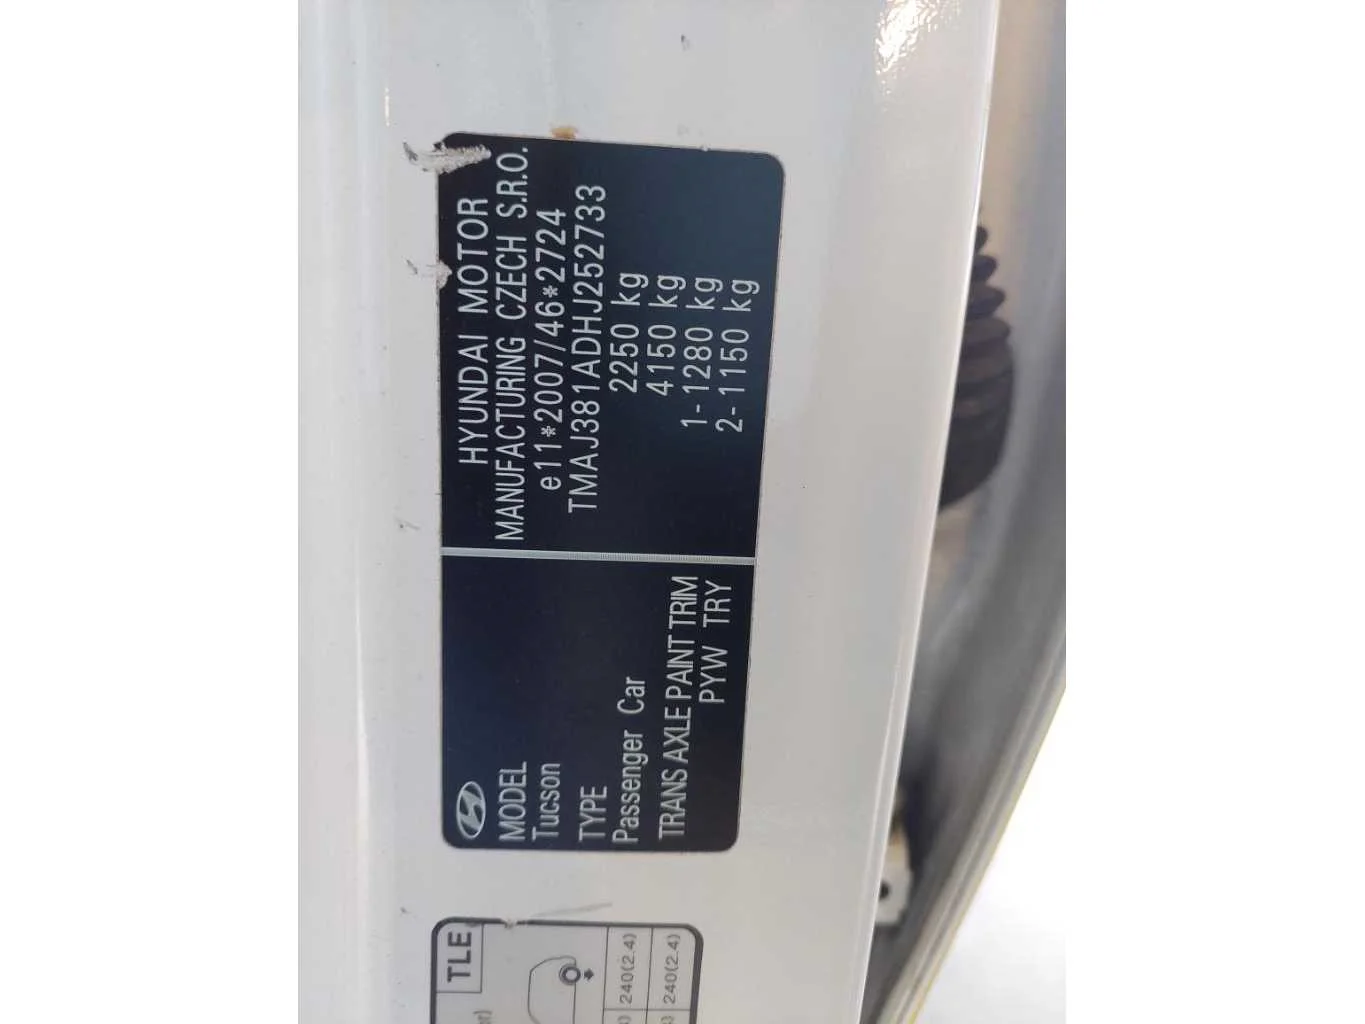 HYUNDAI MOTOR
MANUFACTURING CZECH S.R.O.
e11*2007/46*2724
TMAJ381ADHJ252733
2250 kg
4150 kg
1-1280 kg
2-1150 kg
MODEL
Tucson
TYPE
Passenger Car
TRANS AXLE PAINT TRIM
PYW TRY
TLE
240(2.4)
240(2.4)